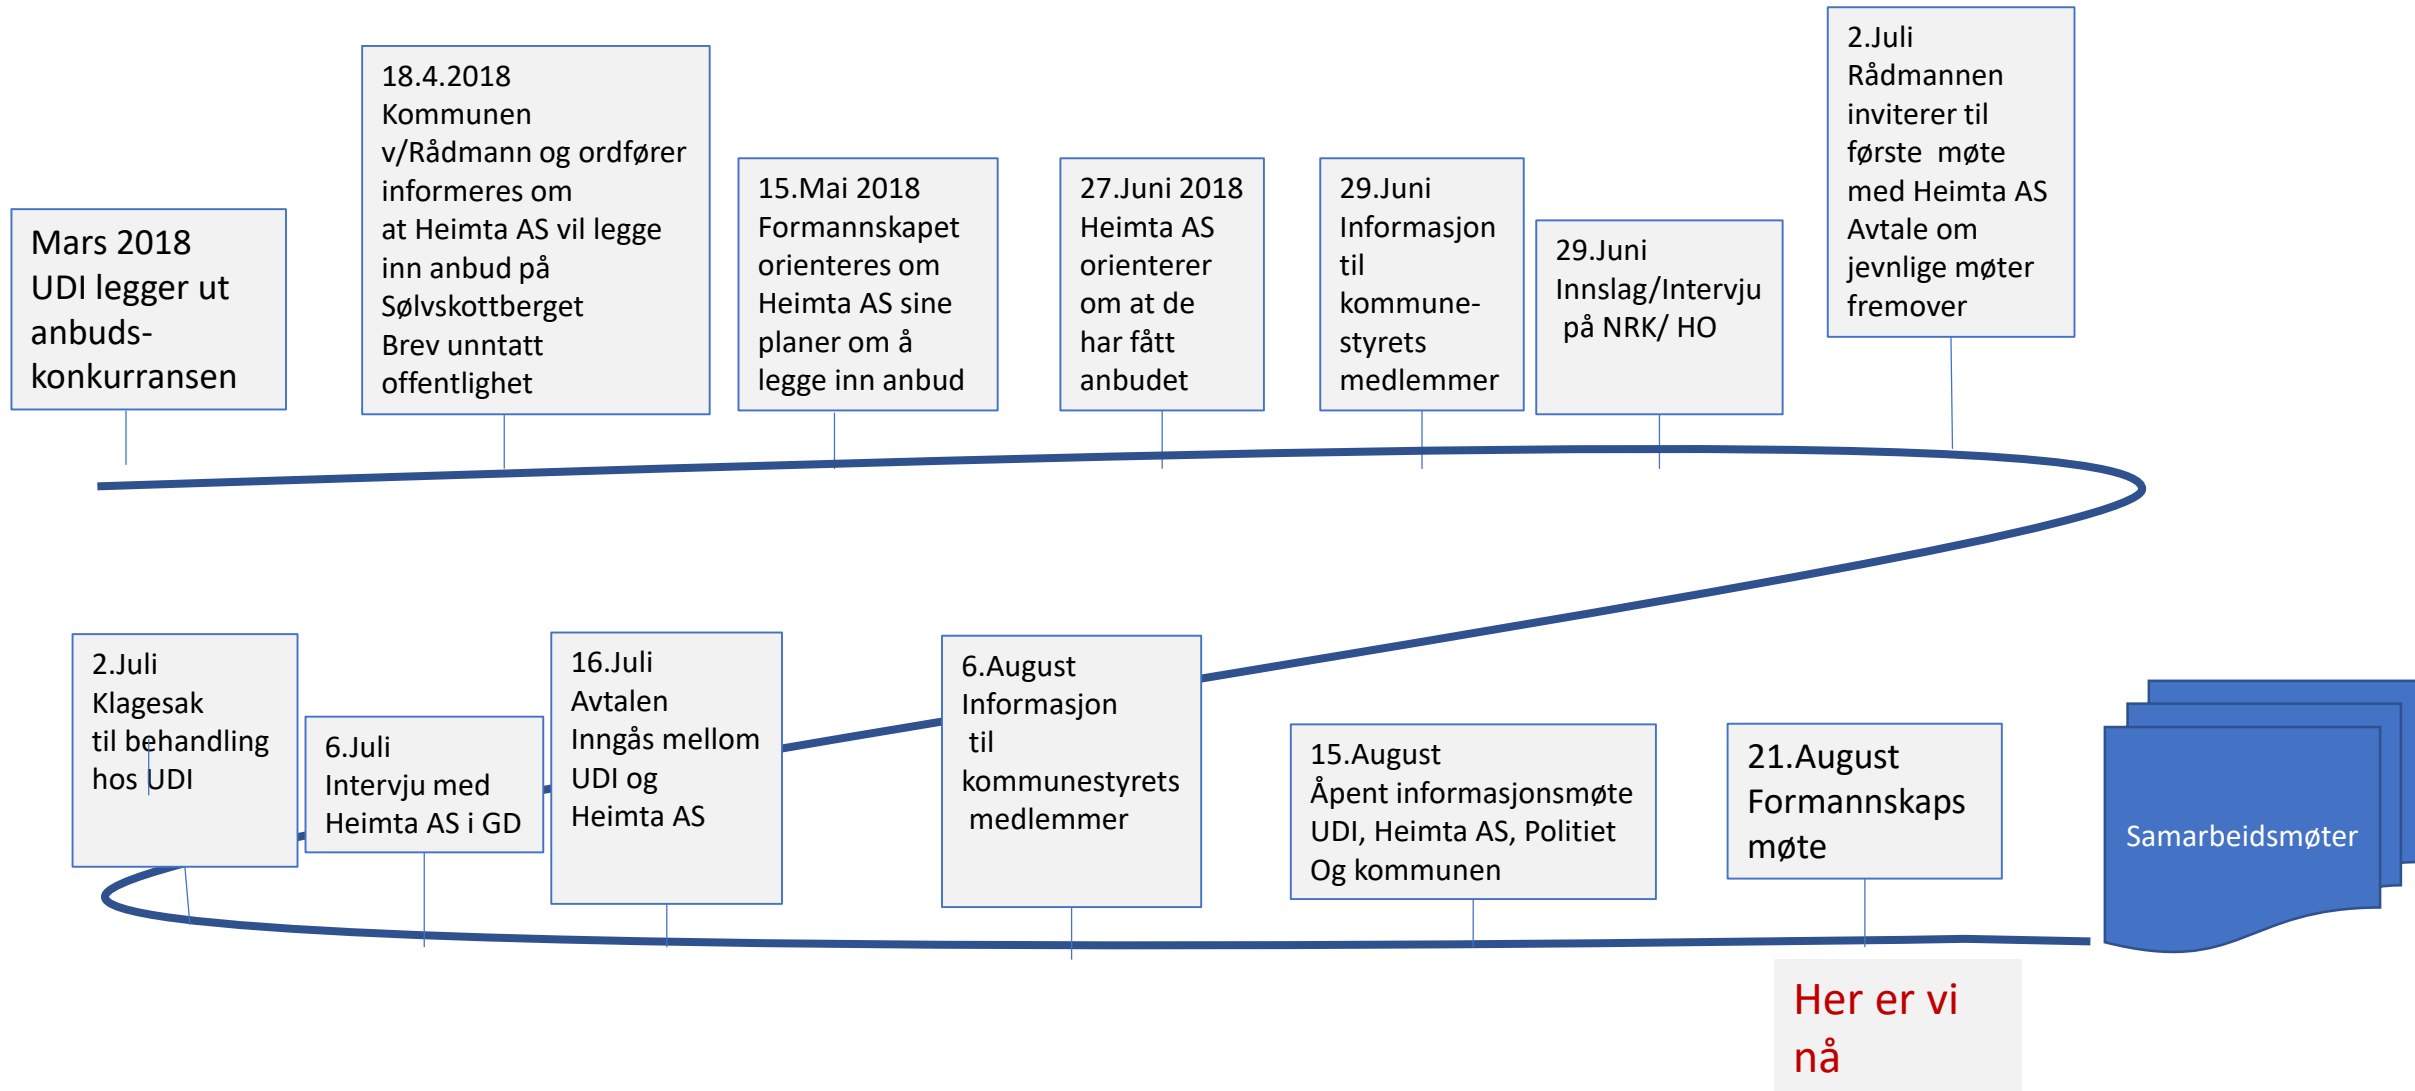 Mars 2018
UDI legger ut
anbuds-
konkurransen
18.4.2018
Kommunen
v/Rådmann og ordfører
informeres om
at Heimta AS vil legge
inn anbud på
Sølvskottberget
Brev unntatt
offentlighet
15.Mai 2018
Formannskapet
orienteres om
Heimta AS sine
planer om å
legge inn anbud
27.Juni 2018
Heimta AS
orienterer
om at de
har fått
anbudet
29.Juni
Informasjon
til
kommune-
styrets
medlemmer
29.Juni
Innslag/Intervju
på NRK/ HO
2.Juli
Rådmannen
inviterer til
første  møte
med Heimta AS
Avtale om
jevnlige møter
fremover
2.Juli
Klagesak
til behandling
hos UDI
6.Juli
Intervju med
Heimta AS i GD
16.Juli
Avtalen
Inngås mellom
UDI og
Heimta AS
6.August
Informasjon
til
kommunestyrets
medlemmer
15.August
Åpent informasjonsmøte
UDI, Heimta AS, Politiet
Og kommunen
21.August
Formannskaps
møte
Samarbeidsmøter
Her er vi
nå